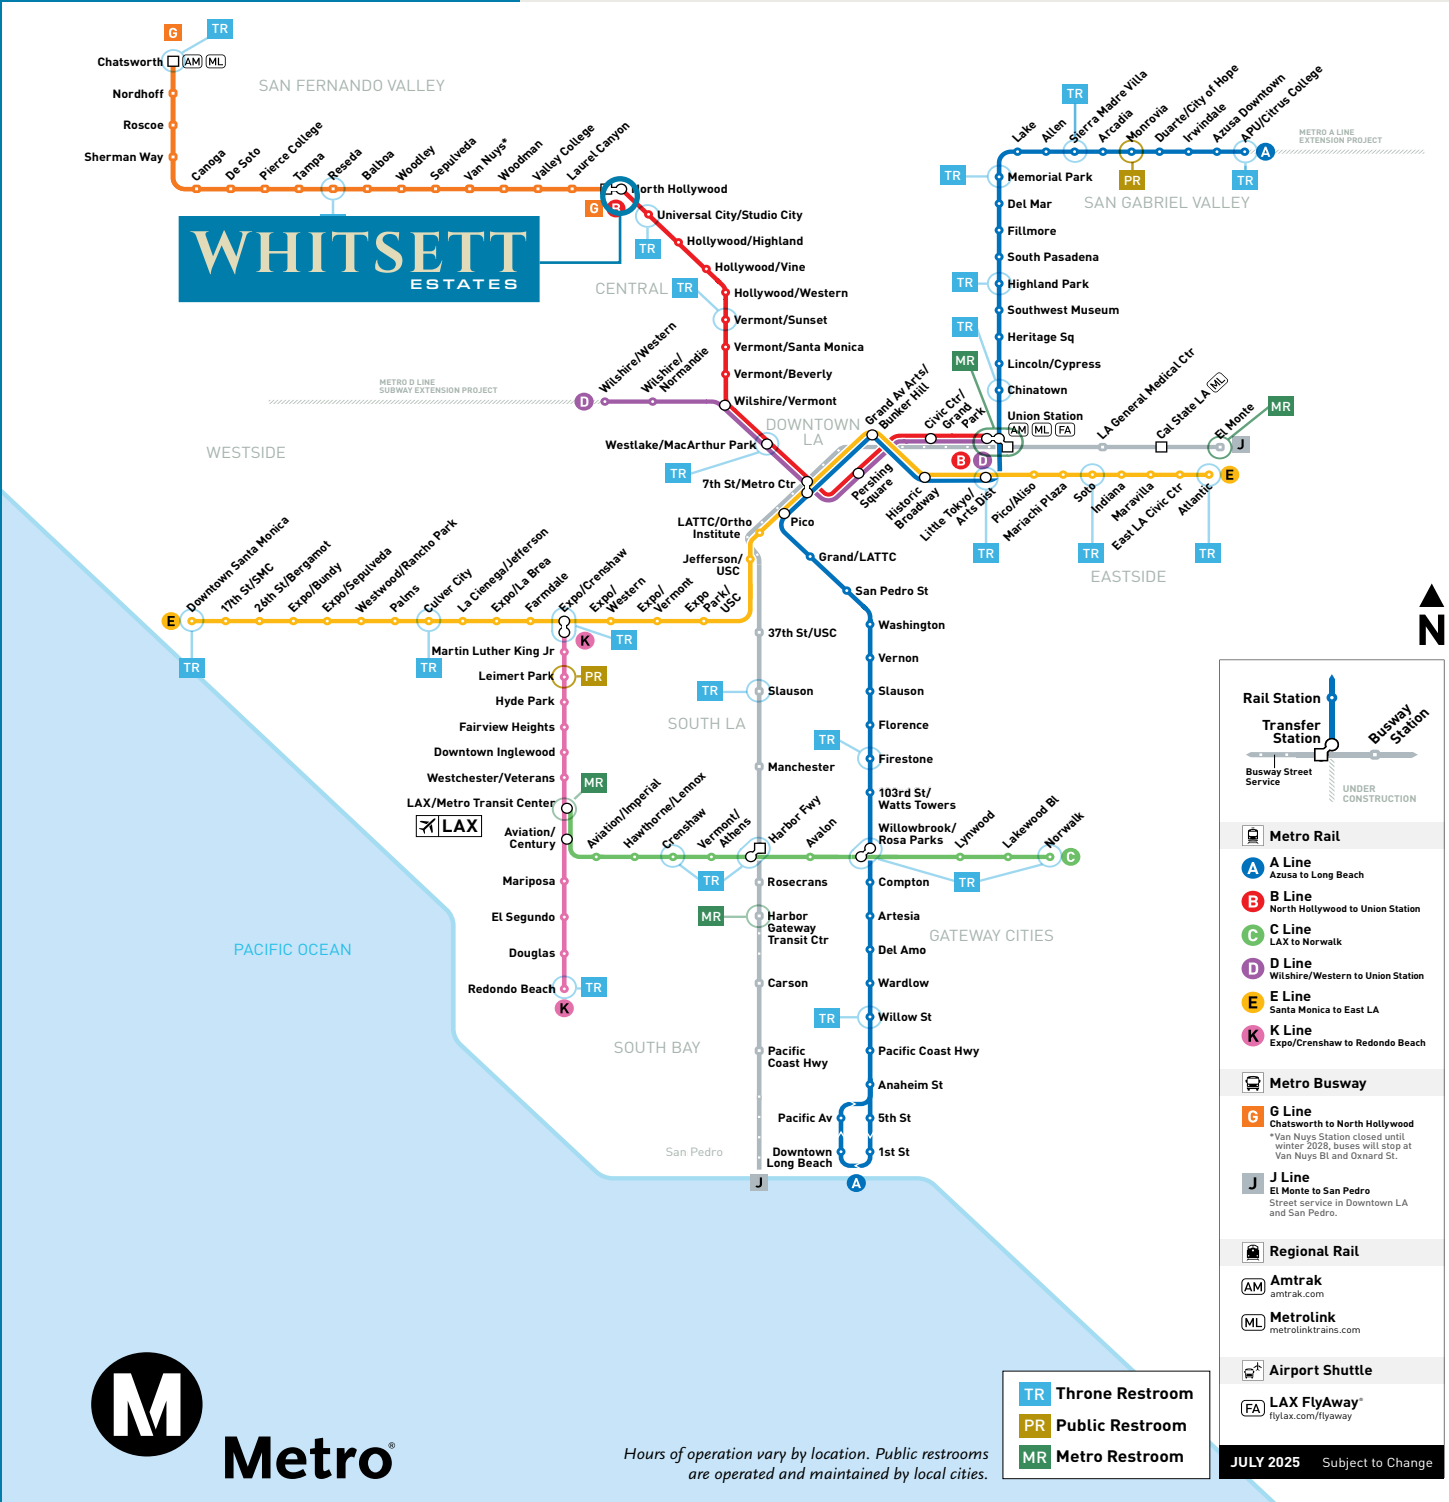 G
TR
Chatsworth
AM ML
SAN FERNANDO VALLEY
Nordhoff
Roscoe
Sherman Way
Canoga
De Soto
Pierce College
Tampa
Reseda
Balboa
Woodley
Sepulveda
Van Nuys*
Woodman
Valley College
Laurel Canyon
North Hollywood
G
B
WHITSETT
ESTATES
Universal City/Studio City
TR
Hollywood/Highland
Hollywood/Vine
CENTRAL
TR
Hollywood/Western
Vermont/Sunset
Vermont/Santa Monica
Vermont/Beverly
Wilshire/Vermont
METRO D LINE
SUBWAY EXTENSION PROJECT
D
Wilshire/Western
Wilshire/
Normandie
WESTSIDE
Westlake/MacArthur Park
TR
7th St/Metro Ctr
DOWNTOWN
LA
Lake
Allen
TR
Sierra Madre Villa
Arcadia
Monrovia
PR
Duarte/City of Hope
Irwindale
Azusa Downtown
APU/Citrus College
A
TR
METRO A LINE
EXTENSION PROJECT
SAN GABRIEL VALLEY
TR
Memorial Park
Del Mar
Fillmore
South Pasadena
TR
Highland Park
Southwest Museum
TR
Heritage Sq
MR
Lincoln/Cypress
Chinatown
Union Station
AM ML FA
Grand Av Arts/
Bunker Hill
Civic Ctr/
Grand
Park
B
D
Pershing
Square
Historic
Broadway
Little Tokyo/
Arts Dist
TR
LA General Medical Ctr
Cal State LA
ML
El Monte
MR
J
Pico/Aliso
Mariachi Plaza
Soto
TR
Indiana
Maravilla
East LA Civic Ctr
Atlantic
E
TR
EASTSIDE
LATTC/Ortho
Institute
Jefferson/
USC
Pico
Grand/LATTC
San Pedro St
Washington
Vernon
Slauson
Florence
TR
Firestone
103rd St/
Watts Towers
Willowbrook/
Rosa Parks
E
Downtown Santa Monica
TR
17th St/SMC
26th St/Bergamot
Expo/Bundy
Expo/Sepulveda
Westwood/Rancho Park
Palms
Culver City
TR
La Cienega/Jefferson
Expo/La Brea
Farmdale
Expo/Crenshaw
K
TR
Expo/
Western
Expo/
Vermont
Expo
Park/
USC
Martin Luther King Jr
Leimert Park
PR
Hyde Park
Fairview Heights
Downtown Inglewood
Westchester/Veterans
LAX/Metro Transit Center
MR
LAX
Aviation/
Century
Mariposa
El Segundo
Douglas
Redondo Beach
TR
K
37th St/USC
TR
Slauson
SOUTH LA
Manchester
Aviation/Imperial
Hawthorne/Lennox
Crenshaw
Vermont/
Athens
TR
Harbor Fwy
Avalon
Lynwood
Lakewood Bl
Norwalk
C
TR
Rosecrans
MR
Harbor
Gateway
Transit Ctr
Carson
Pacific
Coast Hwy
San Pedro
J
Compton
Artesia
Del Amo
GATEWAY CITIES
Wardlow
TR
Willow St
Pacific Coast Hwy
Anaheim St
Pacific Av
5th St
Downtown
Long Beach
1st St
A
SOUTH BAY
PACIFIC OCEAN
N
Rail Station
Transfer
Station
Busway
Station
Busway Street
Service
UNDER
CONSTRUCTION
Metro Rail
A
A Line
Azusa to Long Beach
B
B Line
North Hollywood to Union Station
C
C Line
LAX to Norwalk
D
D Line
Wilshire/Western to Union Station
E
E Line
Santa Monica to East LA
K
K Line
Expo/Crenshaw to Redondo Beach
Metro Busway
G
G Line
Chatsworth to North Hollywood
*Van Nuys Station closed until
winter 2028, buses will stop at
Van Nuys Bl and Oxnard St.
J
J Line
El Monte to San Pedro
Street service in Downtown LA
and San Pedro.
Regional Rail
AM
Amtrak
amtrak.com
ML
Metrolink
metrolinktrains.com
Airport Shuttle
FA
LAX FlyAway®
flylax.com/flyaway
JULY 2025 Subject to Change
TR Throne Restroom
PR Public Restroom
MR Metro Restroom
Hours of operation vary by location. Public restrooms
are operated and maintained by local cities.
M
Metro®